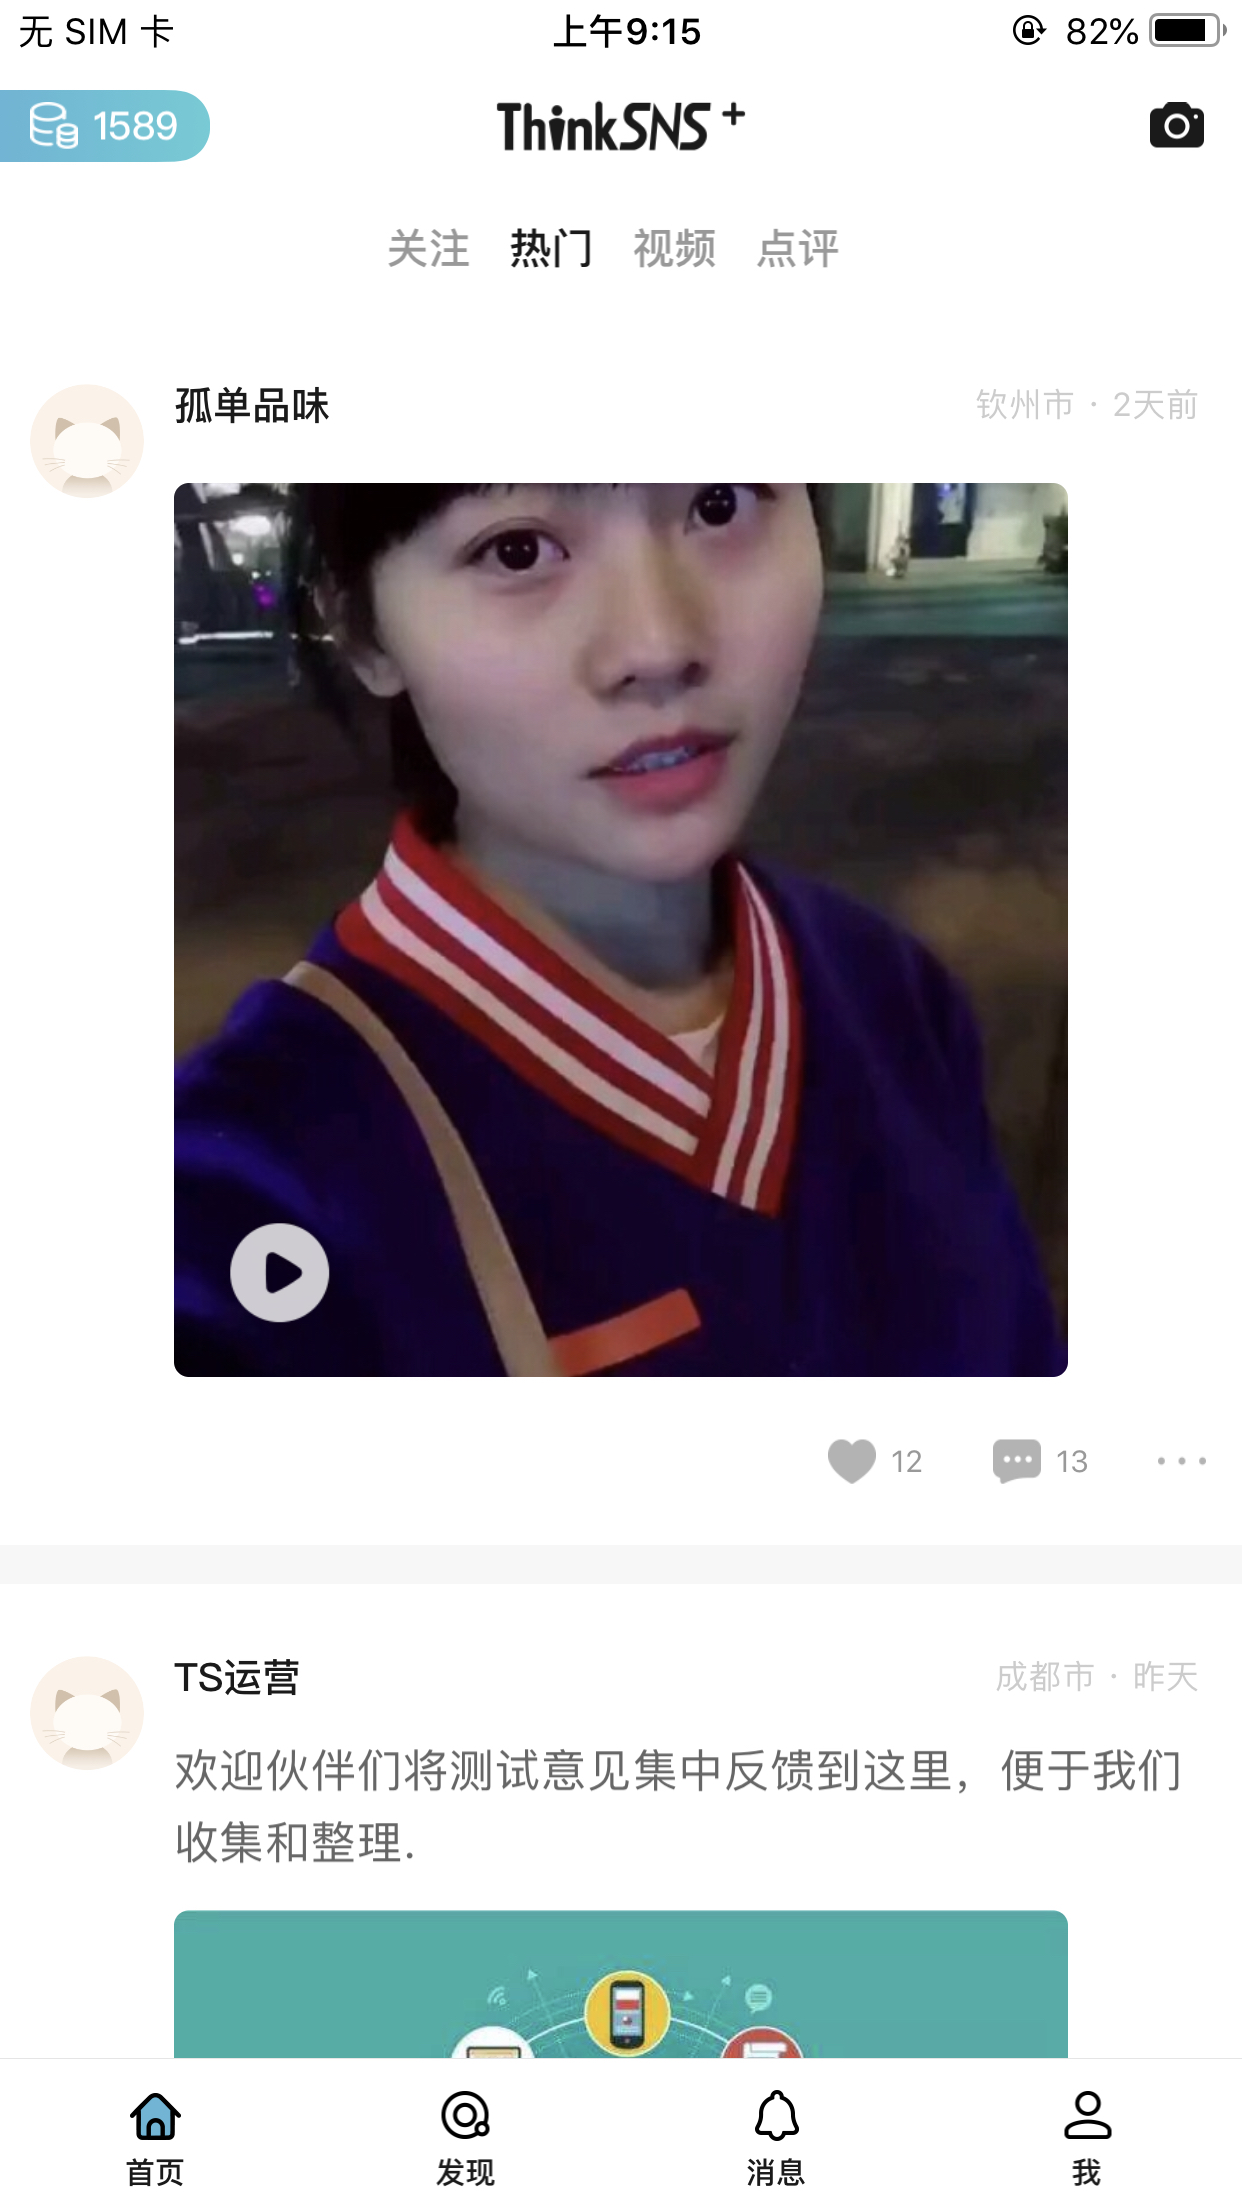 无 SIM 卡 上午9:15 82%
1589 ThinkSNS+
关注 热门 视频 点评
孤单品味 钦州市 · 2天前
12 13
TS运营 成都市 · 昨天
欢迎伙伴们将测试意见集中反馈到这里，便于我们
收集和整理.
首页 发现 消息 我